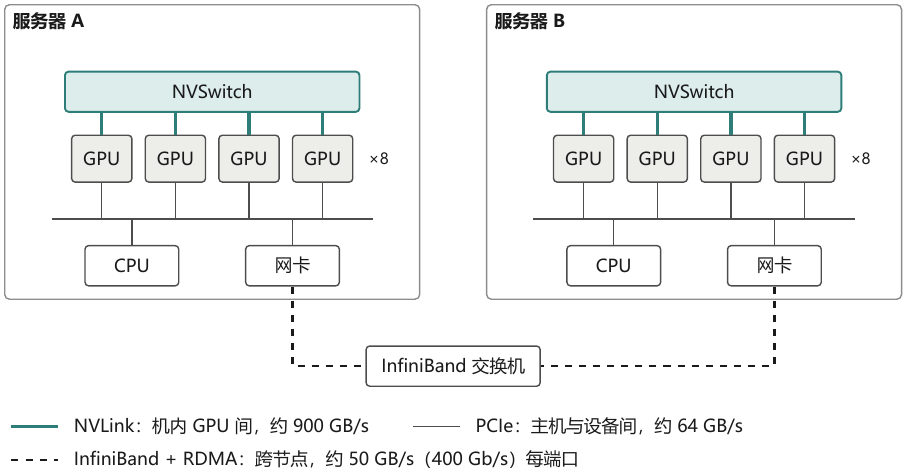 服务器 A
服务器 B
NVSwitch
NVSwitch
GPU GPU GPU GPU ×8
GPU GPU GPU GPU ×8
CPU
网卡
CPU
网卡
InfiniBand 交换机
NVLink：机内 GPU 间，约 900 GB/s
PCIe：主机与设备间，约 64 GB/s
InfiniBand + RDMA：跨节点，约 50 GB/s（400 Gb/s）每端口